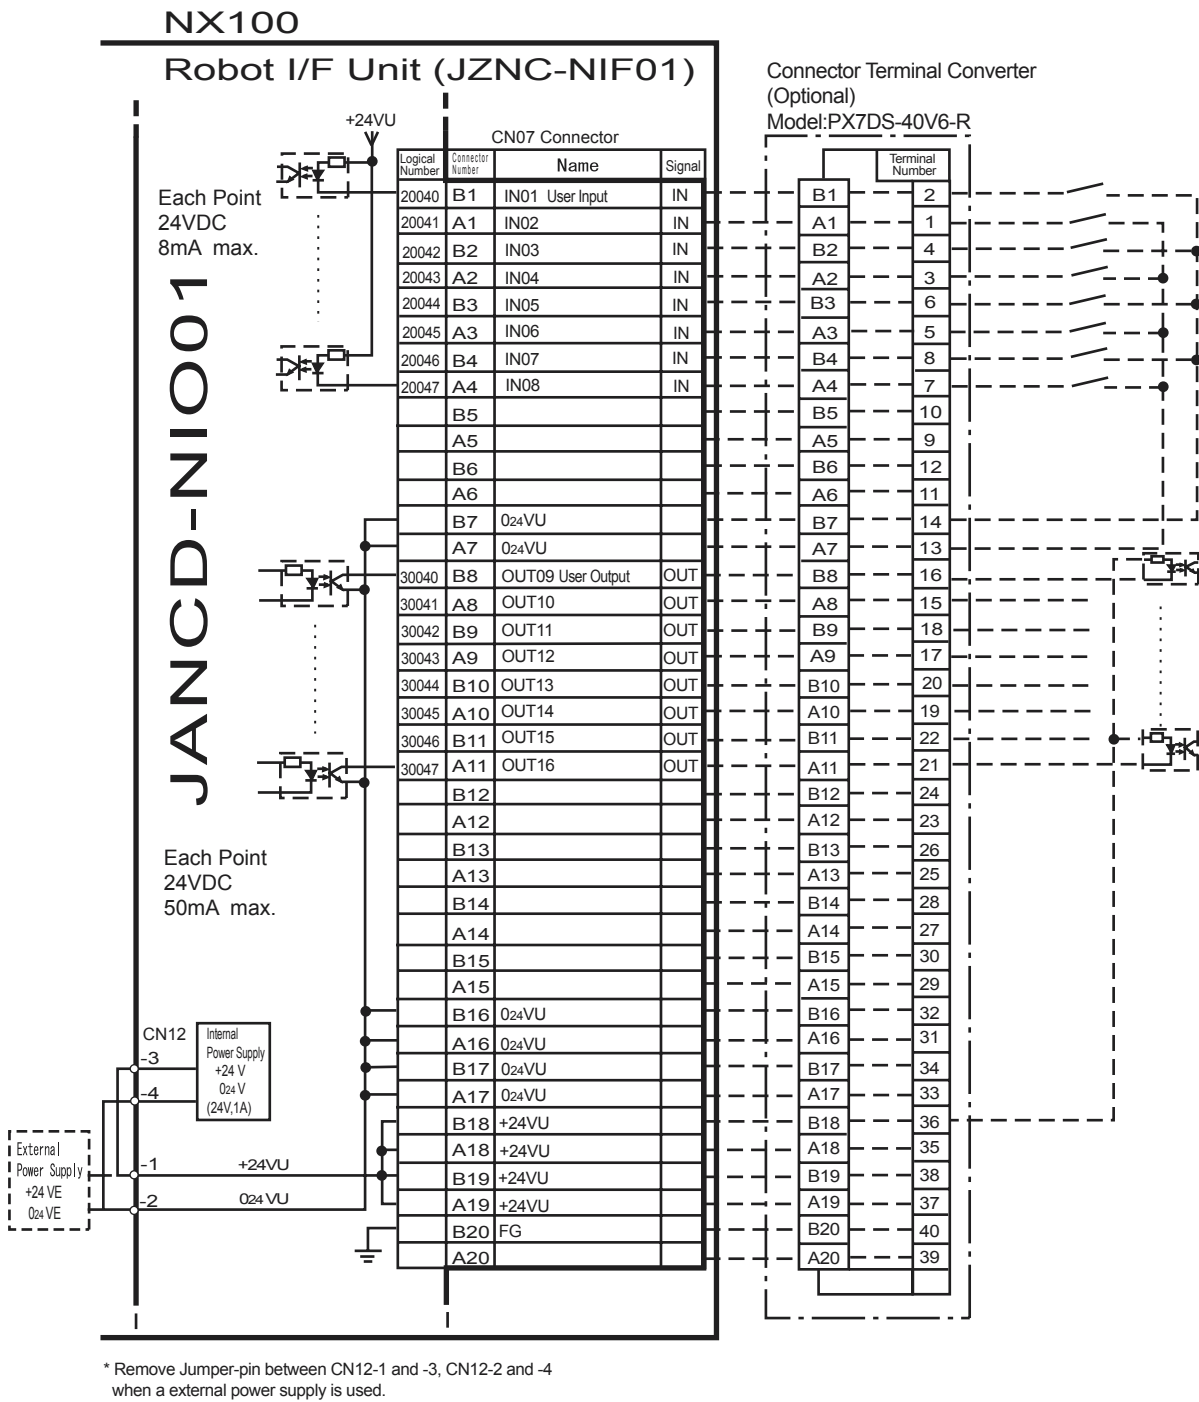 NX100
Robot I/F Unit (JZNC-NIF01)
Connector Terminal Converter
(Optional)
Model:PX7DS-40V6-R
+24VU
CN07 Connector
Logical Number Connector Number Name Signal
Terminal Number
Each Point
24VDC
8mA max.
JANCD-NIO01
20040 B1 IN01 User Input IN B1 2
20041 A1 IN02 IN A1 1
20042 B2 IN03 IN B2 4
20043 A2 IN04 IN A2 3
20044 B3 IN05 IN B3 6
20045 A3 IN06 IN A3 5
20046 B4 IN07 IN B4 8
20047 A4 IN08 IN A4 7
B5 B5 10
A5 A5 9
B6 B6 12
A6 A6 11
B7 024VU B7 14
A7 024VU A7 13
30040 B8 OUT09 User Output OUT B8 16
30041 A8 OUT10 OUT A8 15
30042 B9 OUT11 OUT B9 18
30043 A9 OUT12 OUT A9 17
30044 B10 OUT13 OUT B10 20
30045 A10 OUT14 OUT A10 19
30046 B11 OUT15 OUT B11 22
30047 A11 OUT16 OUT A11 21
B12 B12 24
A12 A12 23
B13 B13 26
A13 A13 25
B14 B14 28
A14 A14 27
B15 B15 30
A15 A15 29
B16 024VU B16 32
A16 024VU A16 31
B17 024VU B17 34
A17 024VU A17 33
B18 +24VU B18 36
A18 +24VU A18 35
B19 +24VU B19 38
A19 +24VU A19 37
B20 FG B20 40
A20 A20 39
Each Point
24VDC
50mA max.
CN12
-3
-4
-1
-2
Internal
Power Supply
+24 V
024 V
(24V,1A)
External
Power Supply
+24 VE
024 VE
+24VU
024 VU
* Remove Jumper-pin between CN12-1 and -3, CN12-2 and -4
when a external power supply is used.